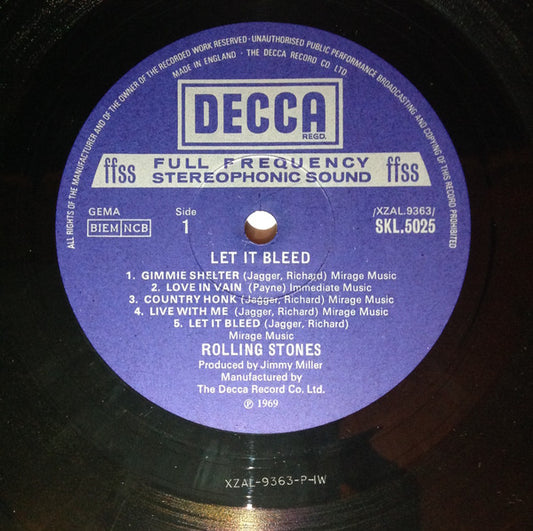 ALL RIGHTS OF THE MANUFACTURER AND OF THE OWNER OF THE RECORDED WORK RESERVED · UNAUTHORISED PUBLIC PERFORMANCE BROADCASTING AND COPYING OF THIS RECORD PROHIBITED
MADE IN ENGLAND · THE DECCA RECORD CO LTD
DECCA
REGD.
ffss FULL FREQUENCY STEREOPHONIC SOUND ffss
GEMA Side /XZAL.9363/
BIEM NCB 1 SKL.5025
LET IT BLEED
1. GIMMIE SHELTER (Jagger, Richard) Mirage Music
2. LOVE IN VAIN (Payne) Immediate Music
3. COUNTRY HONK (Jagger, Richard) Mirage Music
4. LIVE WITH ME (Jagger, Richard) Mirage Music
5. LET IT BLEED (Jagger, Richard)
Mirage Music
ROLLING STONES
Produced by Jimmy Miller
Manufactured by
The Decca Record Co. Ltd.
℗ 1969
XZAL-9363-P-1W